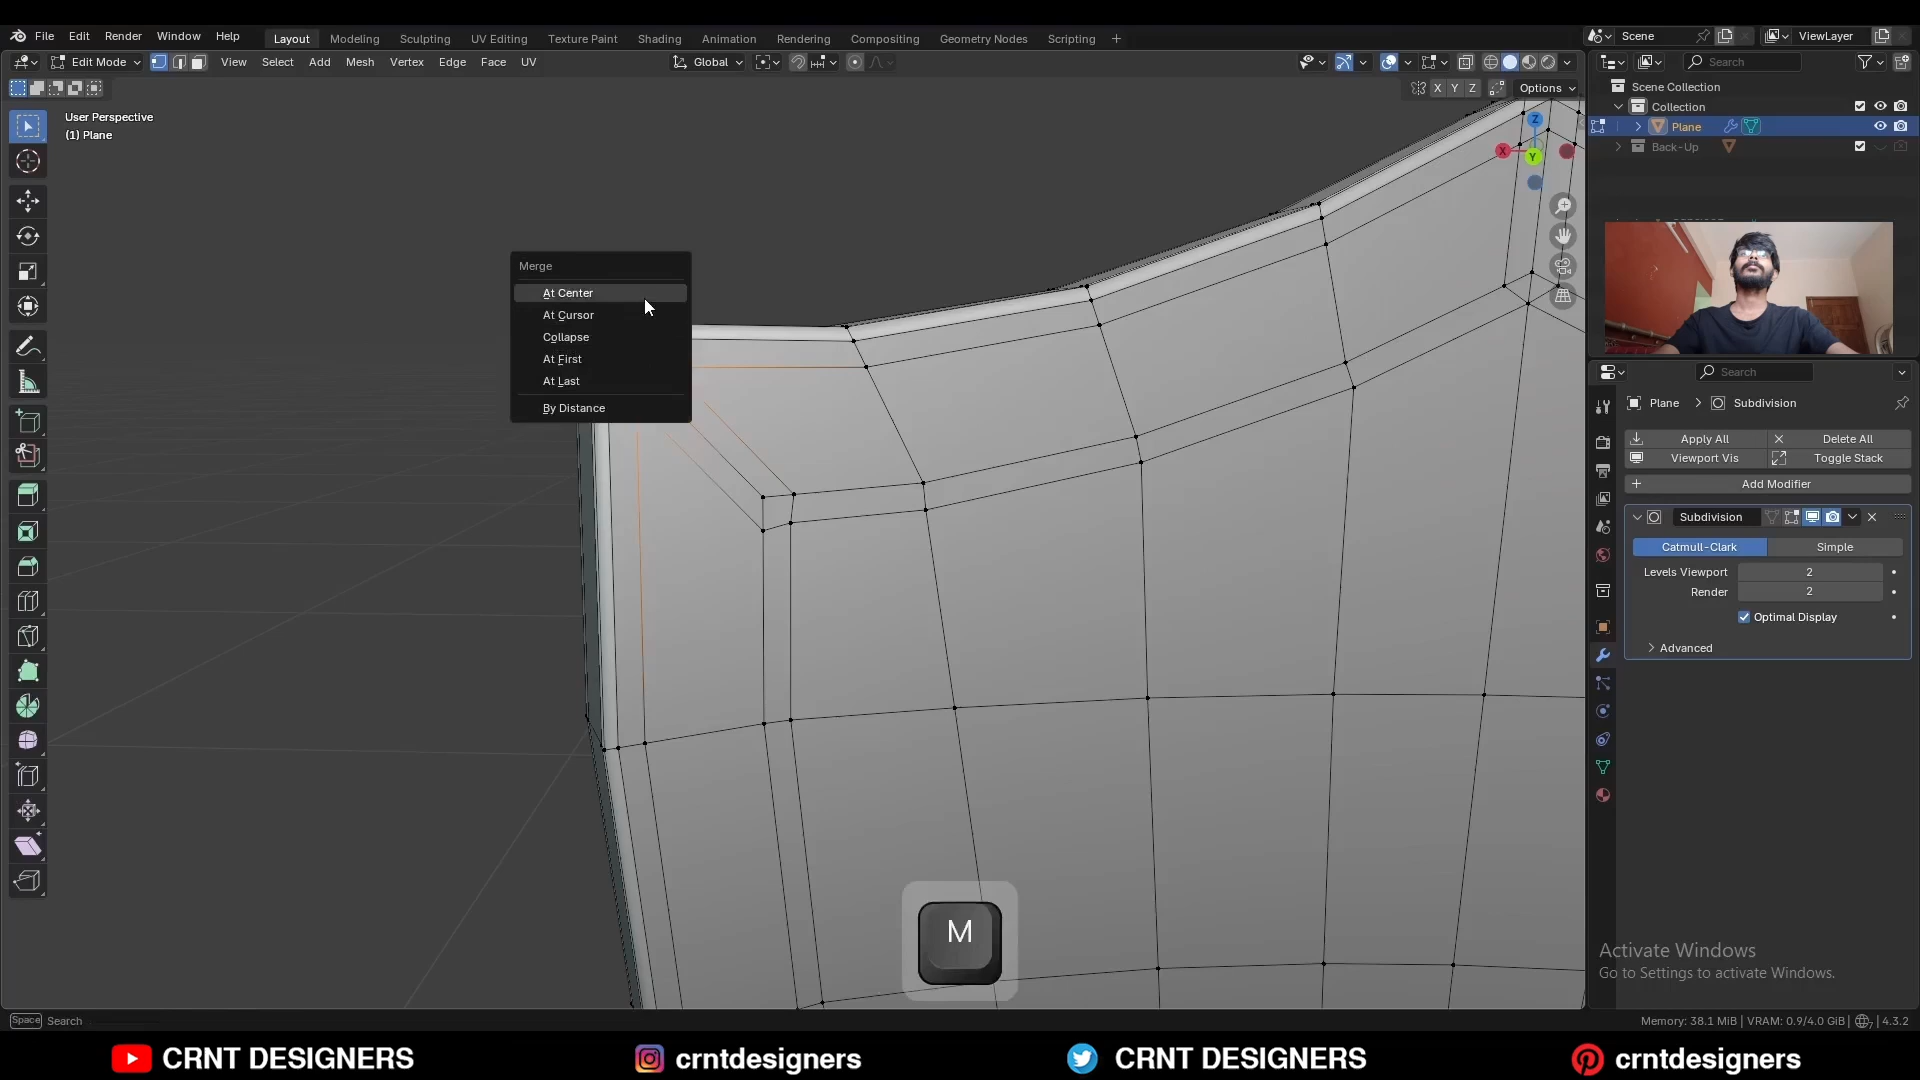 File Edit Render Window Help Layout Modeling Sculpting UV Editing Texture Paint Shading Animation Rendering Compositing Geometry Nodes Scripting + Scene ViewLayer
Edit Mode View Select Add Mesh Vertex Edge Face UV Global Search
X Y Z Options
Scene Collection
Collection
Plane
Back-Up
User Perspective
(1) Plane
Z
X
Y
Merge
At Center
At Cursor
Collapse
At First
At Last
By Distance
Search
Plane > Subdivision
Apply All Delete All
Viewport Vis Toggle Stack
Add Modifier
Subdivision
Catmull-Clark Simple
Levels Viewport 2
Render 2
Optimal Display
Advanced
M
Activate Windows
Go to Settings to activate Windows.
Space Search
Memory: 38.1 MiB | VRAM: 0.9/4.0 GiB | 7 | 4.3.2
CRNT DESIGNERS crntdesigners CRNT DESIGNERS crntdesigners